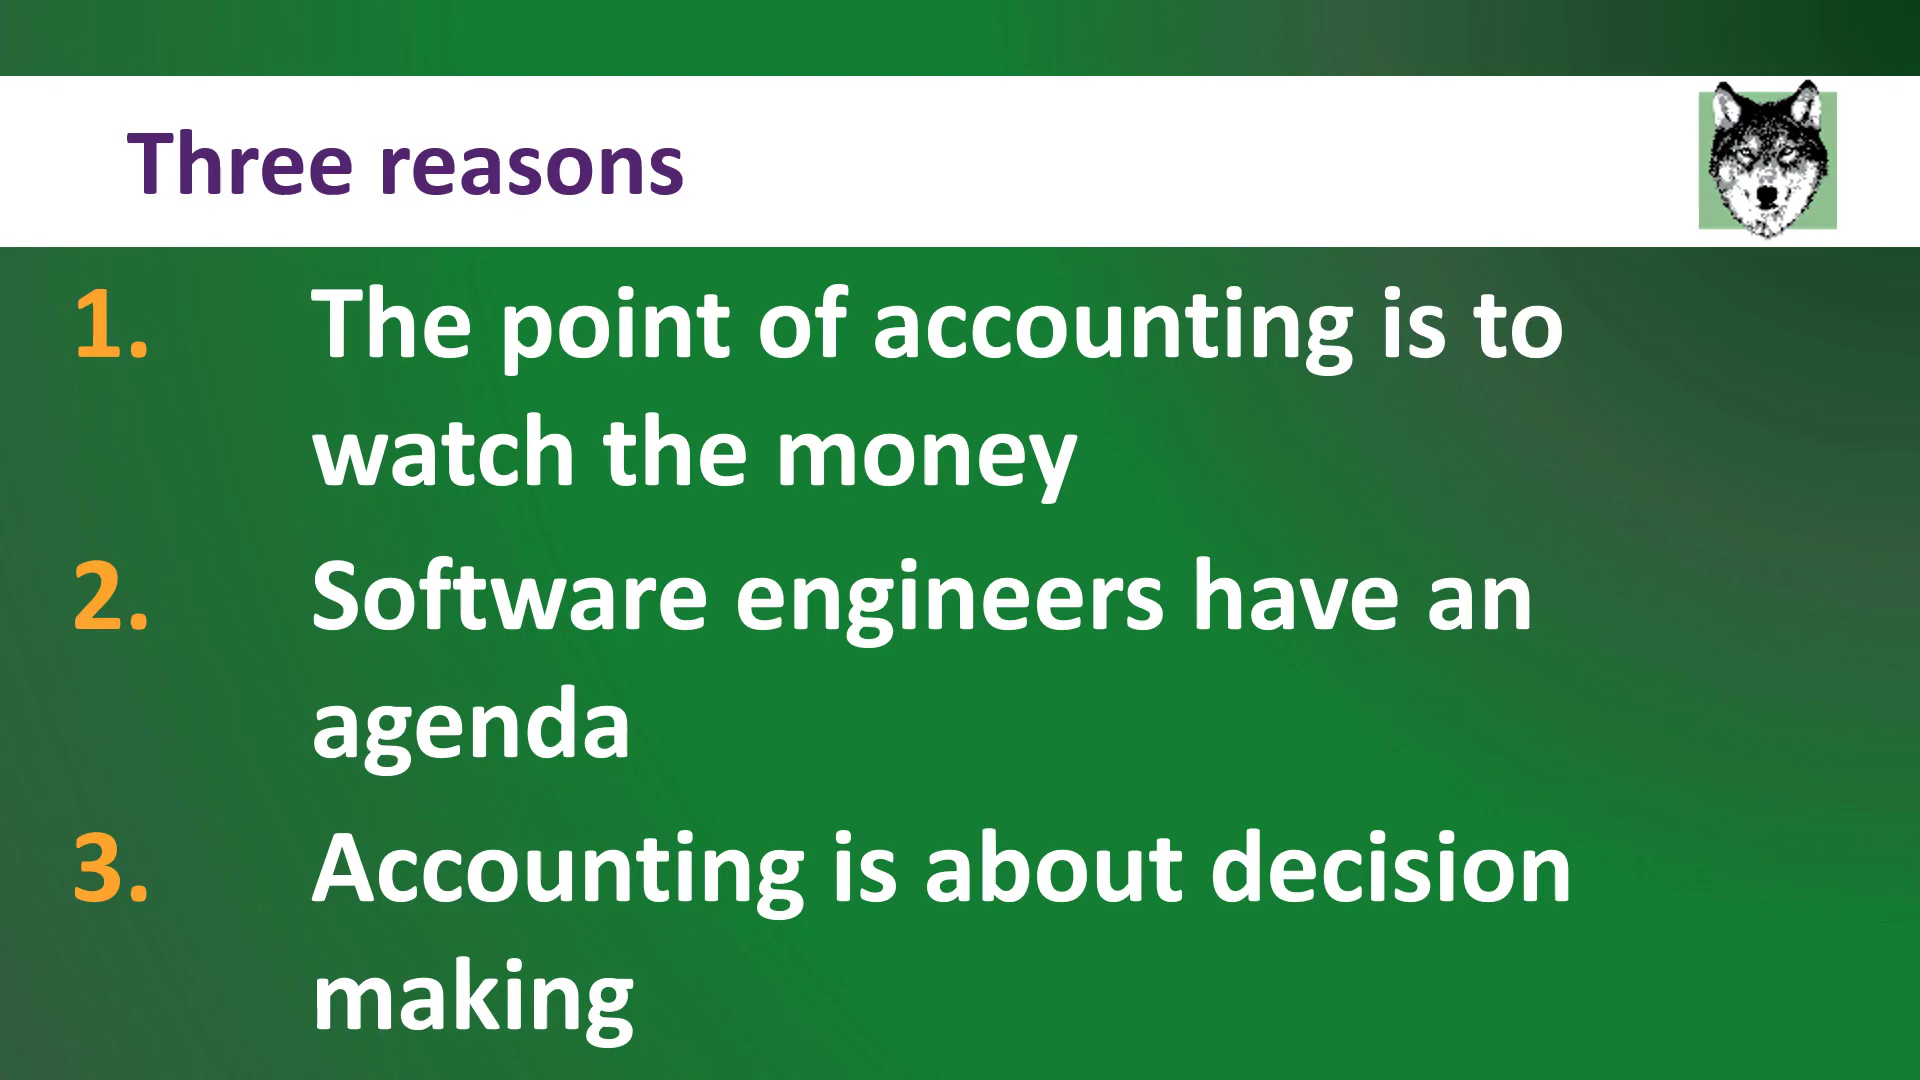 Three reasons
1. The point of accounting is to
watch the money
2. Software engineers have an
agenda
3. Accounting is about decision
making